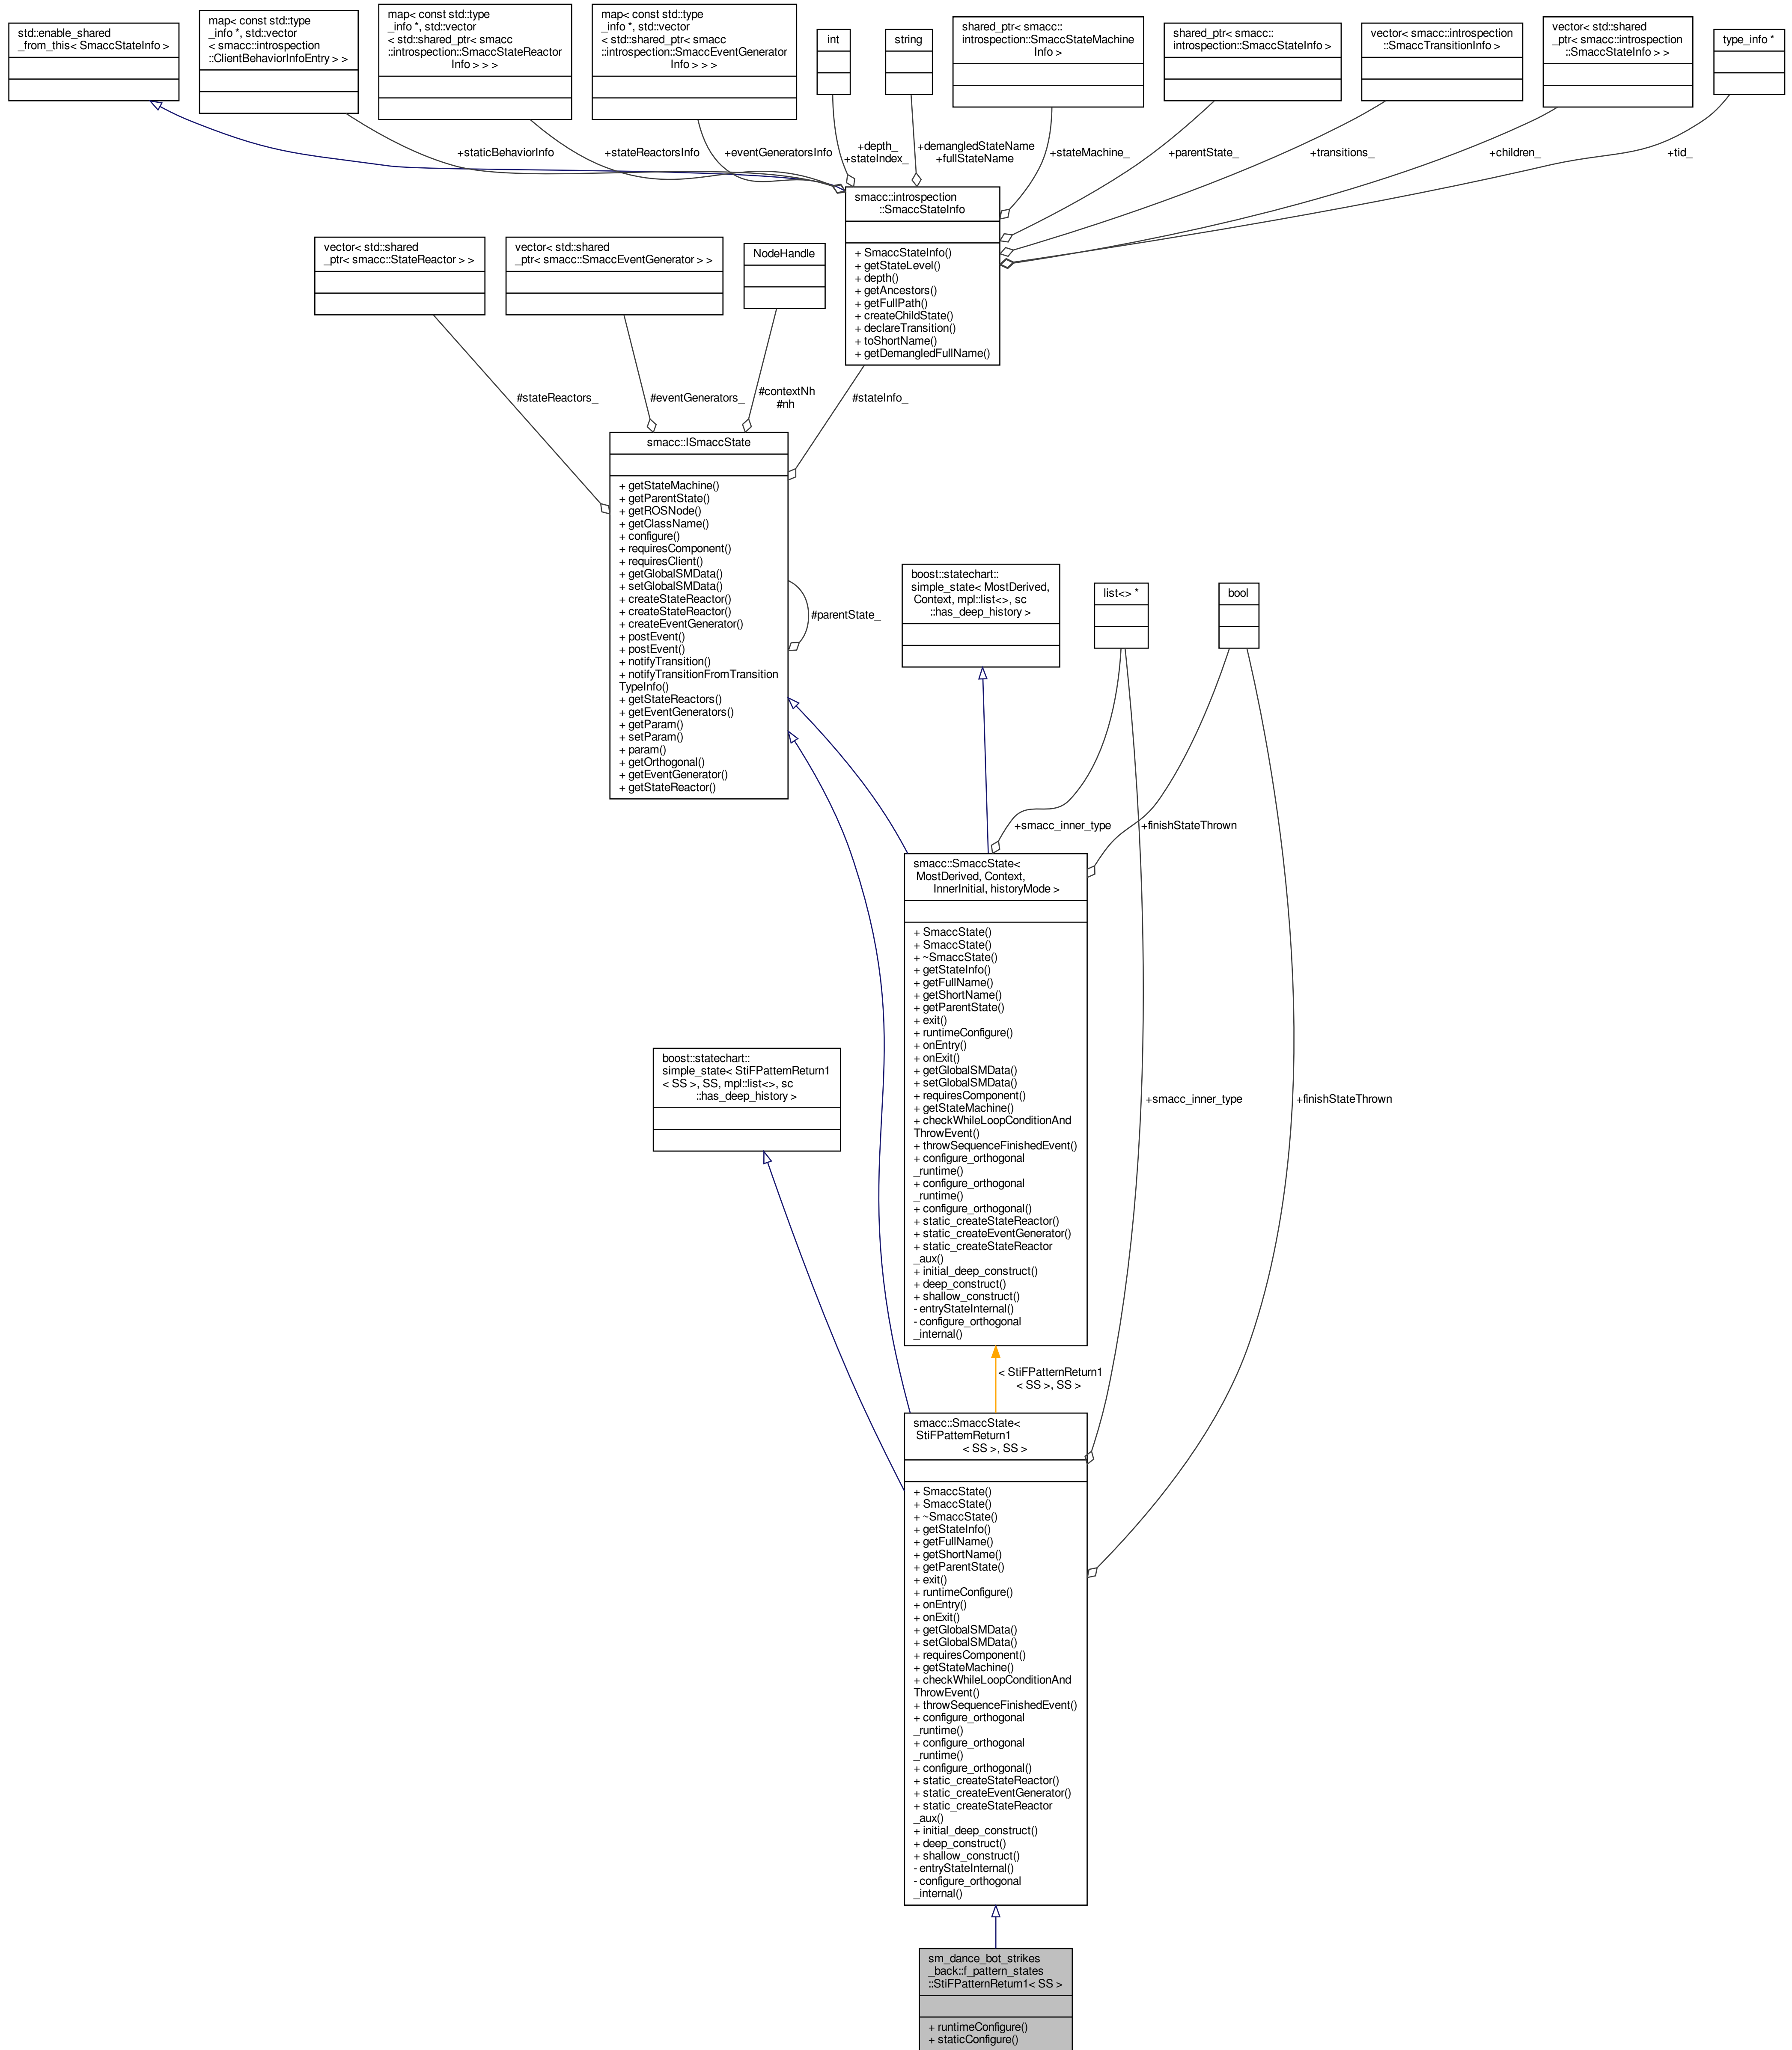 std::enable_shared
_from_this< SmaccStateInfo >
map< const std::type
_info *, std::vector
< smacc::introspection
::ClientBehaviorInfoEntry > >
map< const std::type
_info *, std::vector
< std::shared_ptr< smacc
::introspection::SmaccStateReactor
Info > > >
map< const std::type
_info *, std::vector
< std::shared_ptr< smacc
::introspection::SmaccEventGenerator
Info > > >
int
string
shared_ptr< smacc::
introspection::SmaccStateMachine
Info >
shared_ptr< smacc::
introspection::SmaccStateInfo >
vector< smacc::introspection
::SmaccTransitionInfo >
vector< std::shared
_ptr< smacc::introspection
::SmaccStateInfo > >
type_info *
+staticBehaviorInfo
+stateReactorsInfo
+eventGeneratorsInfo
+depth_
+stateIndex_
+demangledStateName
+fullStateName
+stateMachine_
+parentState_
+transitions_
+children_
+tid_
smacc::introspection
::SmaccStateInfo
+ SmaccStateInfo()
+ getStateLevel()
+ depth()
+ getAncestors()
+ getFullPath()
+ createChildState()
+ declareTransition()
+ toShortName()
+ getDemangledFullName()
vector< std::shared
_ptr< smacc::StateReactor > >
vector< std::shared
_ptr< smacc::SmaccEventGenerator > >
NodeHandle
#stateReactors_
#eventGenerators_
#contextNh
#nh
#stateInfo_
smacc::ISmaccState
+ getStateMachine()
+ getParentState()
+ getROSNode()
+ getClassName()
+ configure()
+ requiresComponent()
+ requiresClient()
+ getGlobalSMData()
+ setGlobalSMData()
+ createStateReactor()
+ createStateReactor()
+ createEventGenerator()
+ postEvent()
+ postEvent()
+ notifyTransition()
+ notifyTransitionFromTransition
TypeInfo()
+ getStateReactors()
+ getEventGenerators()
+ getParam()
+ setParam()
+ param()
+ getOrthogonal()
+ getEventGenerator()
+ getStateReactor()
#parentState_
boost::statechart::
simple_state< MostDerived,
Context, mpl::list<>, sc
::has_deep_history >
list<> *
bool
+smacc_inner_type
+finishStateThrown
smacc::SmaccState<
MostDerived, Context,
InnerInitial, historyMode >
+ SmaccState()
+ SmaccState()
+ ~SmaccState()
+ getStateInfo()
+ getFullName()
+ getShortName()
+ getParentState()
+ exit()
+ runtimeConfigure()
+ onEntry()
+ onExit()
+ getGlobalSMData()
+ setGlobalSMData()
+ requiresComponent()
+ getStateMachine()
+ checkWhileLoopConditionAnd
ThrowEvent()
+ throwSequenceFinishedEvent()
+ configure_orthogonal
_runtime()
+ configure_orthogonal
_runtime()
+ configure_orthogonal()
+ static_createStateReactor()
+ static_createEventGenerator()
+ static_createStateReactor
_aux()
+ initial_deep_construct()
+ deep_construct()
+ shallow_construct()
- entryStateInternal()
- configure_orthogonal
_internal()
boost::statechart::
simple_state< StiFPatternReturn1
< SS >, SS, mpl::list<>, sc
::has_deep_history >
+smacc_inner_type
+finishStateThrown
< StiFPatternReturn1
< SS >, SS >
smacc::SmaccState<
StiFPatternReturn1
< SS >, SS >
+ SmaccState()
+ SmaccState()
+ ~SmaccState()
+ getStateInfo()
+ getFullName()
+ getShortName()
+ getParentState()
+ exit()
+ runtimeConfigure()
+ onEntry()
+ onExit()
+ getGlobalSMData()
+ setGlobalSMData()
+ requiresComponent()
+ getStateMachine()
+ checkWhileLoopConditionAnd
ThrowEvent()
+ throwSequenceFinishedEvent()
+ configure_orthogonal
_runtime()
+ configure_orthogonal
_runtime()
+ configure_orthogonal()
+ static_createStateReactor()
+ static_createEventGenerator()
+ static_createStateReactor
_aux()
+ initial_deep_construct()
+ deep_construct()
+ shallow_construct()
- entryStateInternal()
- configure_orthogonal
_internal()
sm_dance_bot_strikes
_back::f_pattern_states
::StiFPatternReturn1< SS >
+ runtimeConfigure()
+ staticConfigure()